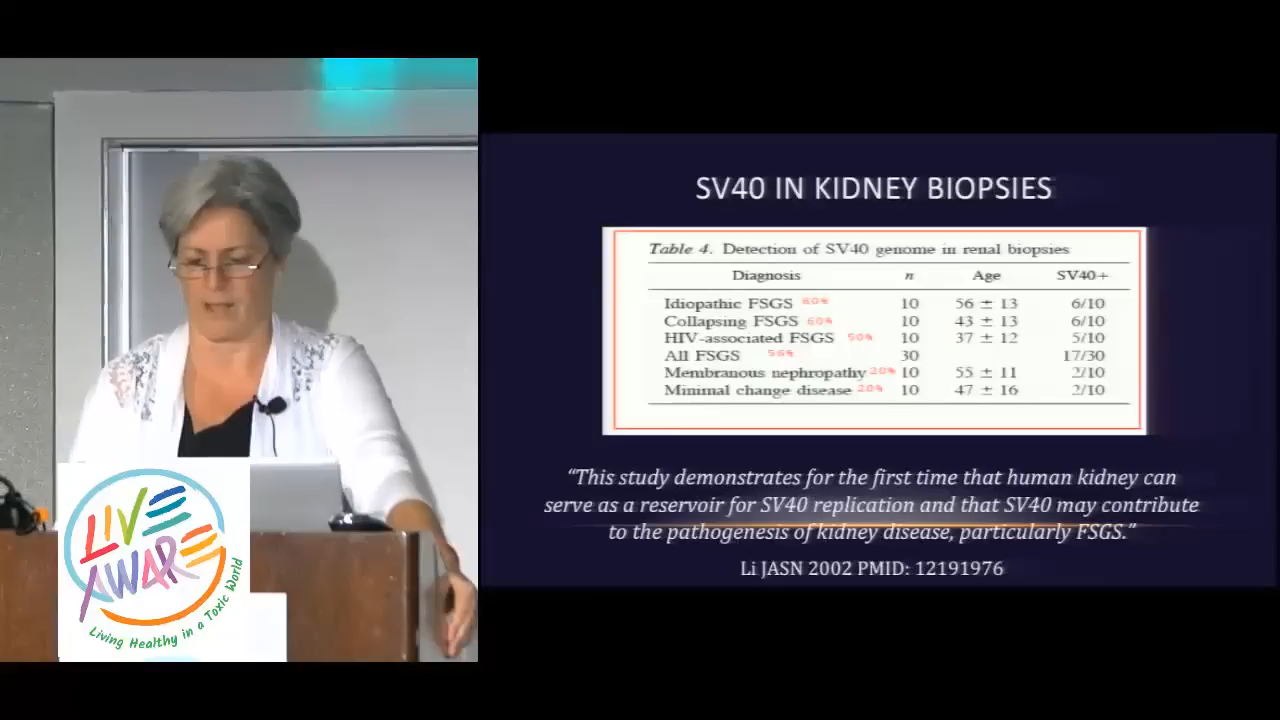 SV40 IN KIDNEY BIOPSIES
Table 4. Detection of SV40 genome in renal biopsies
Diagnosis n Age SV40+
Idiopathic FSGS 60% 10 56 ± 13 6/10
Collapsing FSGS 60% 10 43 ± 13 6/10
HIV-associated FSGS 50% 10 37 ± 12 5/10
All FSGS 56% 30 17/30
Membranous nephropathy 20% 10 55 ± 11 2/10
Minimal change disease 20% 10 47 ± 16 2/10
“This study demonstrates for the first time that human kidney can
serve as a reservoir for SV40 replication and that SV40 may contribute
to the pathogenesis of kidney disease, particularly FSGS.”
Li JASN 2002 PMID: 12191976
LIVE
AWARE
Living Healthy in a Toxic World